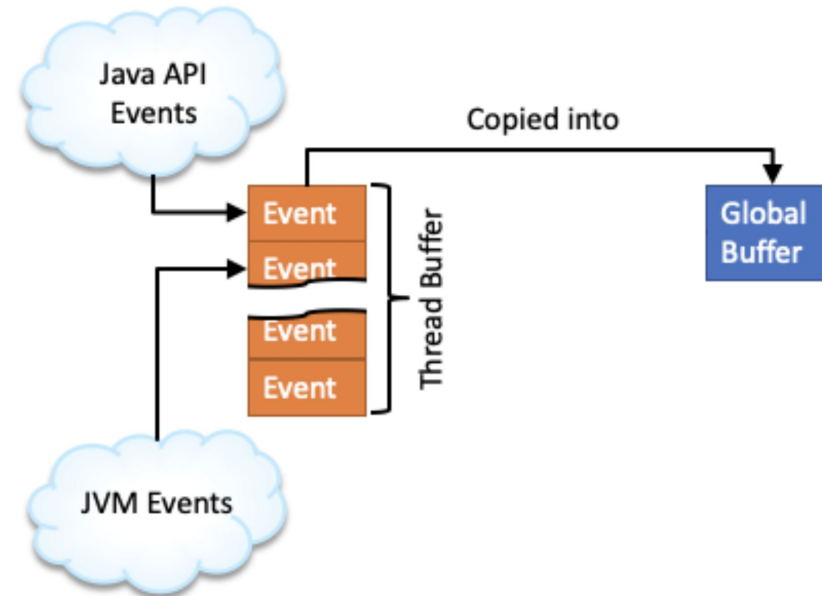 Java API
Events
Copied into
Event
Event
Event
Event
Thread Buffer
Global
Buffer
JVM Events